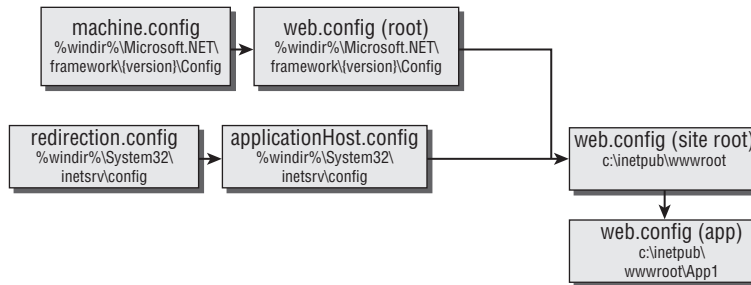 machine.config
%windir%\Microsoft.NET\
framework\{version}\Config
web.config (root)
%windir%\Microsoft.NET\
framework\{version}\Config
redirection.config
%windir%\System32\
inetsrv\config
applicationHost.config
%windir%\System32\
inetsrv\config
web.config (site root)
c:\inetpub\wwwroot
web.config (app)
c:\inetpub\
wwwroot\App1